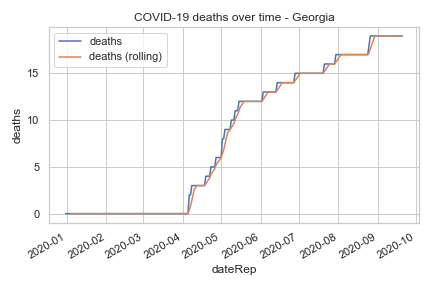 COVID-19 deaths over time - Georgia
deaths
deaths (rolling)
deaths
15
10
5
0
2020-01
2020-02
2020-03
2020-04
2020-05
2020-06
2020-07
2020-08
2020-09
2020-10
dateRep